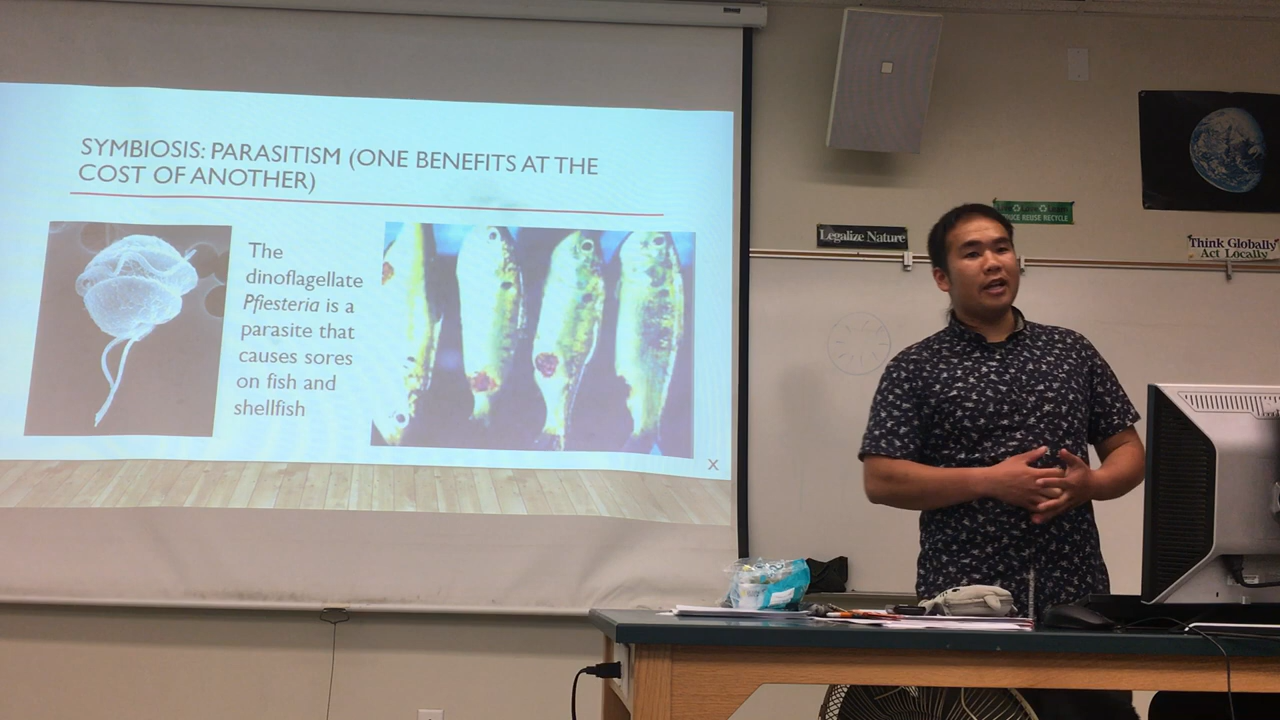 SYMBIOSIS: PARASITISM (ONE BENEFITS AT THE
COST OF ANOTHER)
The
dinoflagellate
Pfiesteria is a
parasite that
causes sores
on fish and
shellfish
X
Legalize Nature
REDUCE REUSE RECYCLE
Think Globally
Act Locally